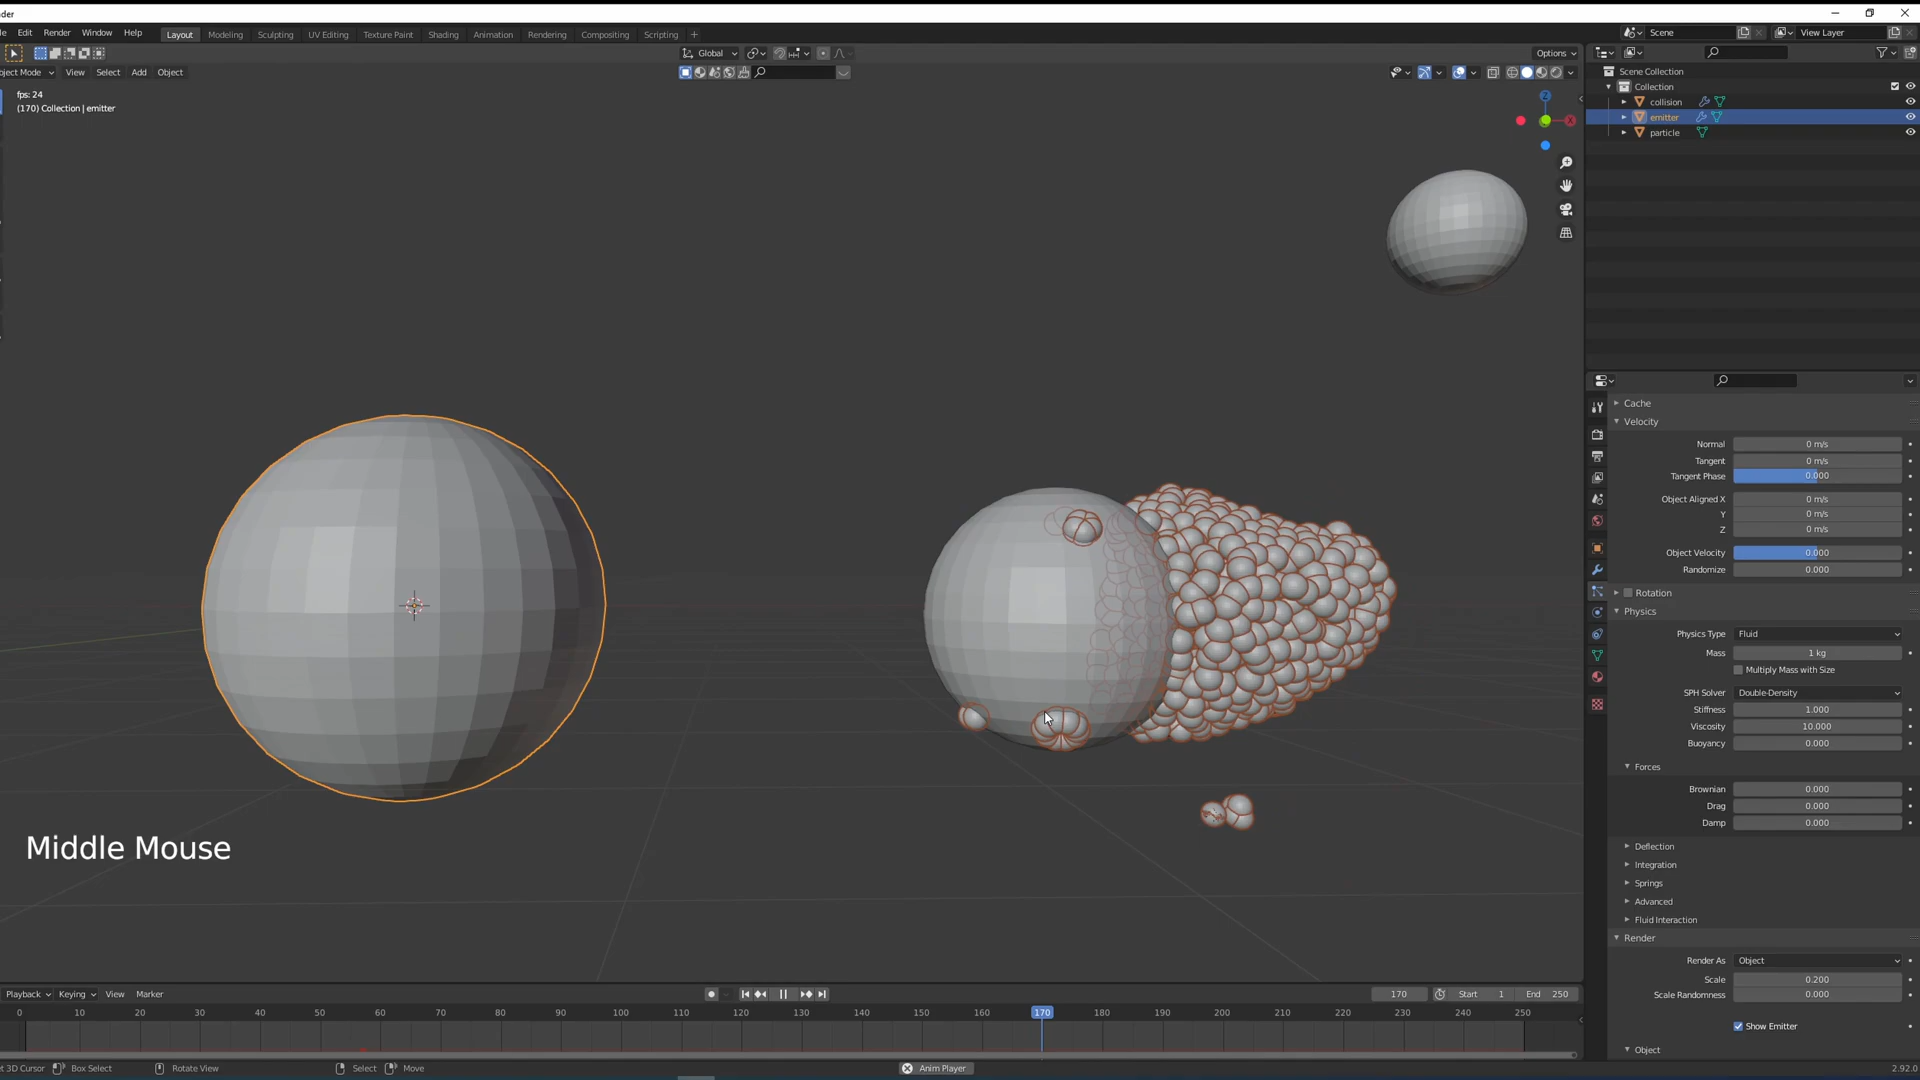 der
le Edit Render Window Help Layout Modeling Sculpting UV Editing Texture Paint Shading Animation Rendering Compositing Scripting + Scene View Layer
Global Options
bject Mode View Select Add Object
fps: 24
(170) Collection | emitter
Scene Collection
Collection
collision
emitter
particle
Z
X
Cache
Velocity
Normal 0 m/s
Tangent 0 m/s
Tangent Phase 0.000
Object Aligned X 0 m/s
Y 0 m/s
Z 0 m/s
Object Velocity 0.000
Randomize 0.000
Rotation
Physics
Physics Type Fluid
Mass 1 kg
Multiply Mass with Size
SPH Solver Double-Density
Stiffness 1.000
Viscosity 10.000
Buoyancy 0.000
Forces
Brownian 0.000
Drag 0.000
Damp 0.000
Deflection
Integration
Springs
Advanced
Fluid Interaction
Render
Render As Object
Scale 0.200
Scale Randomness 0.000
Show Emitter
Object
Middle Mouse
Playback Keying View Marker 170 Start 1 End 250
0 10 20 30 40 50 60 70 80 90 100 110 120 130 140 150 160 170 180 190 200 210 220 230 240 250
et 3D Cursor Box Select Rotate View Select Move Anim Player 2.92.0